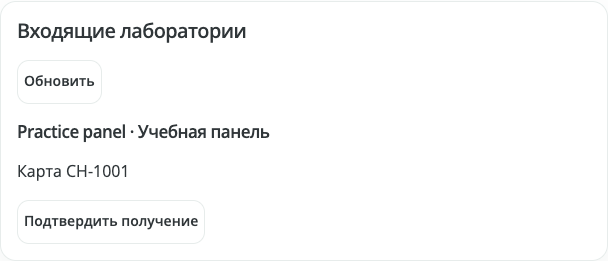 Входящие лаборатории
Обновить
Practice panel · Учебная панель
Карта CH-1001
Подтвердить получение